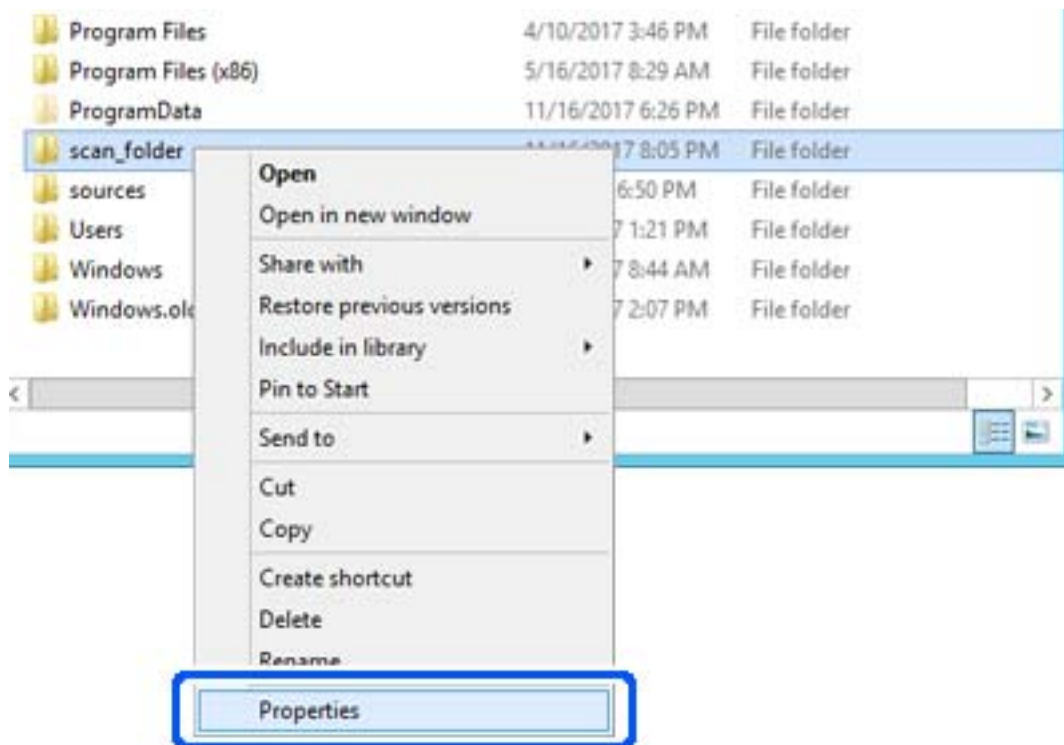 Program Files 4/10/2017 3:46 PM File folder
Program Files (x86) 5/16/2017 8:29 AM File folder
ProgramData 11/16/2017 6:26 PM File folder
scan_folder 7 8:05 PM File folder
sources 6:50 PM File folder
Users 7 1:21 PM File folder
Windows 7 8:44 AM File folder
Windows.old 7 2:07 PM File folder
Open
Open in new window
Share with
Restore previous versions
Include in library
Pin to Start
Send to
Cut
Copy
Create shortcut
Delete
Rename
Properties